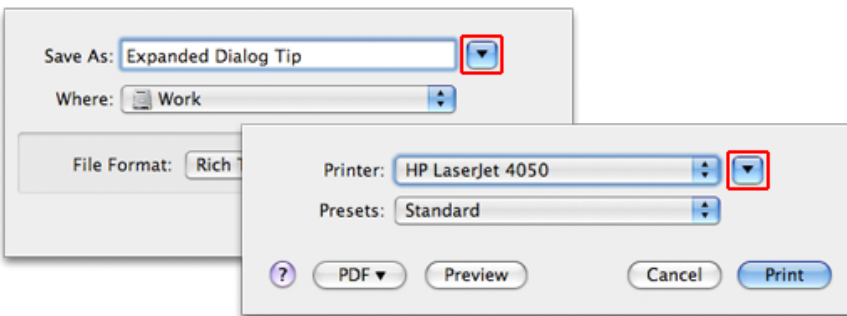 Save As: Expanded Dialog Tip
Where: Work
File Format: Rich
Printer: HP LaserJet 4050
Presets: Standard
? PDF Preview Cancel Print